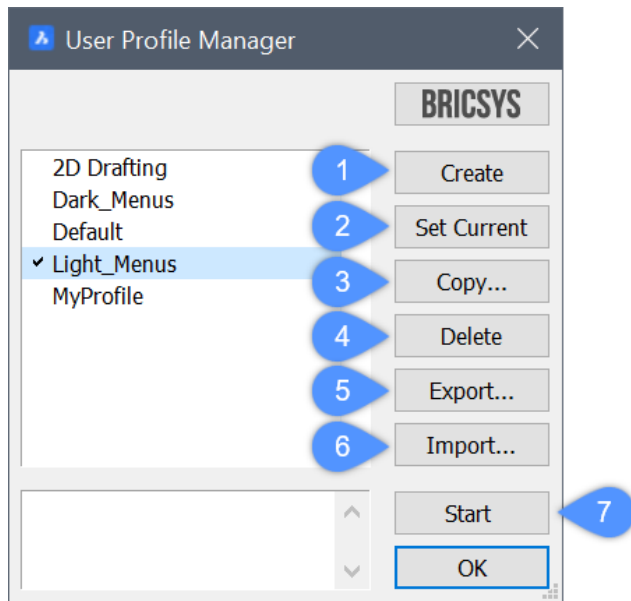 User Profile Manager
BRICSYS
2D Drafting
Dark_Menus
Default
Light_Menus
MyProfile
1 Create
2 Set Current
3 Copy...
4 Delete
5 Export...
6 Import...
Start 7
OK